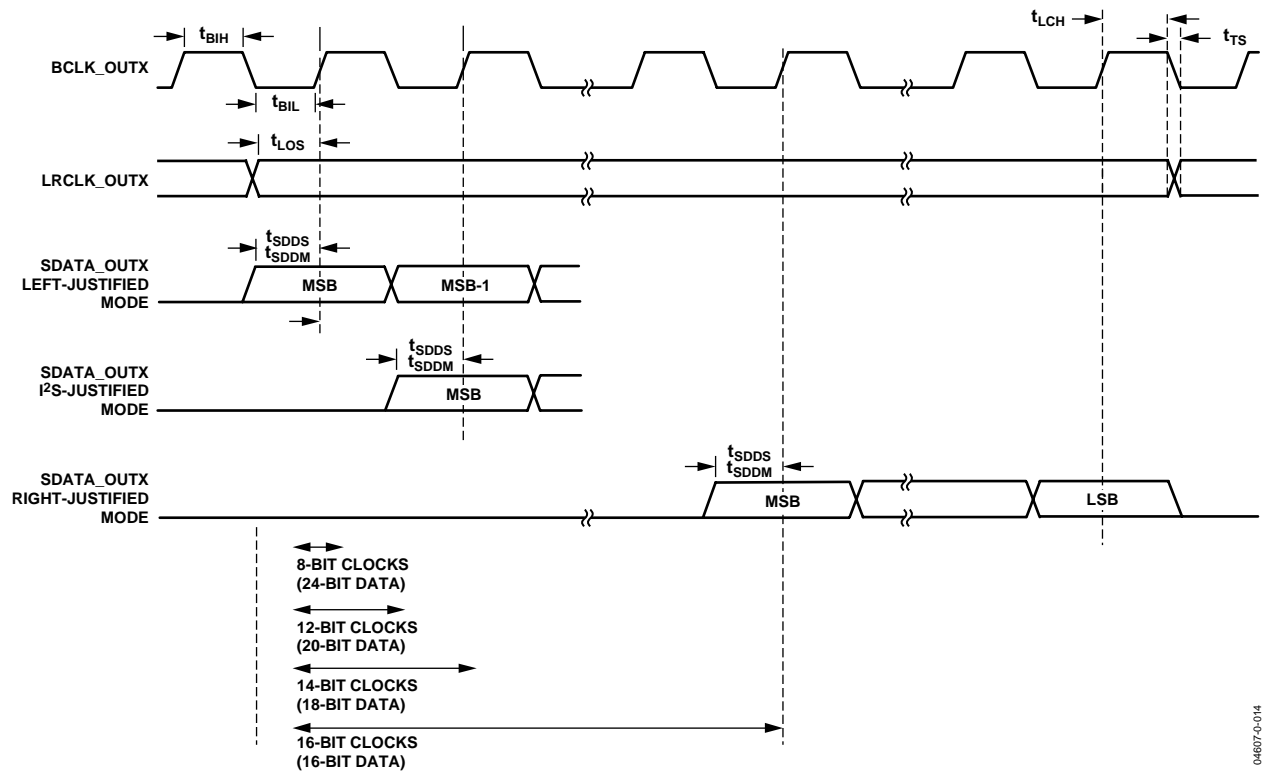 tBIH
tLCH
tTS
BCLK_OUTX
tBIL
tLOS
LRCLK_OUTX
SDATA_OUTX
LEFT-JUSTIFIED
MODE
tSDDS
tSDDM
MSB
MSB-1
SDATA_OUTX
I2S-JUSTIFIED
MODE
tSDDS
tSDDM
MSB
SDATA_OUTX
RIGHT-JUSTIFIED
MODE
tSDDS
tSDDM
MSB
LSB
8-BIT CLOCKS
(24-BIT DATA)
12-BIT CLOCKS
(20-BIT DATA)
14-BIT CLOCKS
(18-BIT DATA)
16-BIT CLOCKS
(16-BIT DATA)
04607-0-014